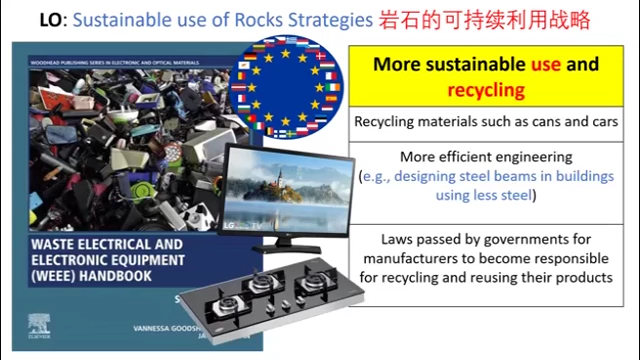 LO: Sustainable use of Rocks Strategies 岩石的可持续利用战略
WOODHEAD PUBLISHING SERIES IN ELECTRONIC AND OPTICAL MATERIALS
WASTE ELECTRICAL AND
ELECTRONIC EQUIPMENT
(WEEE) HANDBOOK
VANNESSA
ELSEVIER
LG
TV
More sustainable use and
recycling
Recycling materials such as cans and cars
More efficient engineering
(e.g., designing steel beams in buildings
using less steel)
Laws passed by governments for
manufacturers to become responsible
for recycling and reusing their products